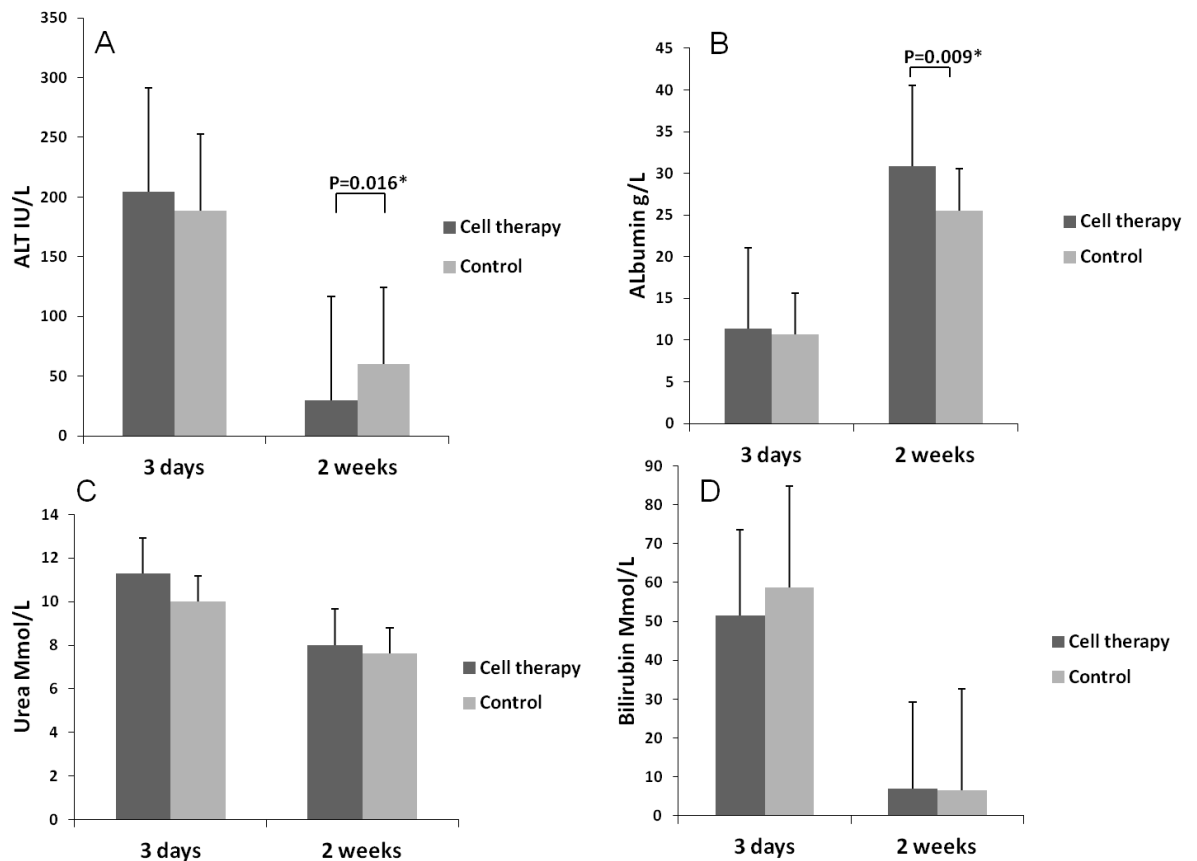 A
350
300
250
200
150
100
50
0
ALT IU/L
P=0.016*
3 days
2 weeks
Cell therapy
Control
B
45
40
35
30
25
20
15
10
5
0
ALbumin g/L
P=0.009*
3 days
2 weeks
Cell therapy
Control
C
14
12
10
8
6
4
2
0
Urea Mmol/L
3 days
2 weeks
Cell therapy
Control
D
90
80
70
60
50
40
30
20
10
0
Bilirubin Mmol/L
3 days
2 weeks
Cell therapy
Control